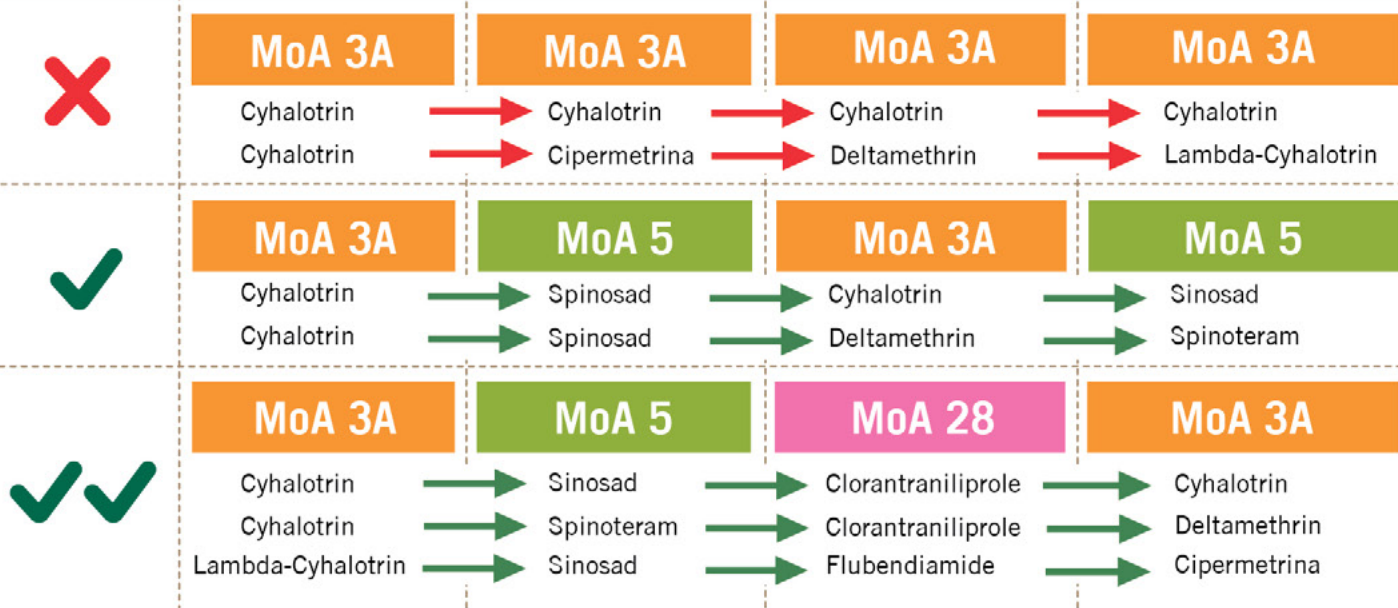 MoA 3A MoA 3A MoA 3A MoA 3A
Cyhalotrin Cyhalotrin Cyhalotrin Cyhalotrin
Cyhalotrin Cipermetrina Deltamethrin Lambda-Cyhalotrin
MoA 3A MoA 5 MoA 3A MoA 5
Cyhalotrin Spinosad Cyhalotrin Sinosad
Cyhalotrin Spinosad Deltamethrin Spinoteram
MoA 3A MoA 5 MoA 28 MoA 3A
Cyhalotrin Sinosad Clorantraniliprole Cyhalotrin
Cyhalotrin Spinoteram Clorantraniliprole Deltamethrin
Lambda-Cyhalotrin Sinosad Flubendiamide Cipermetrina